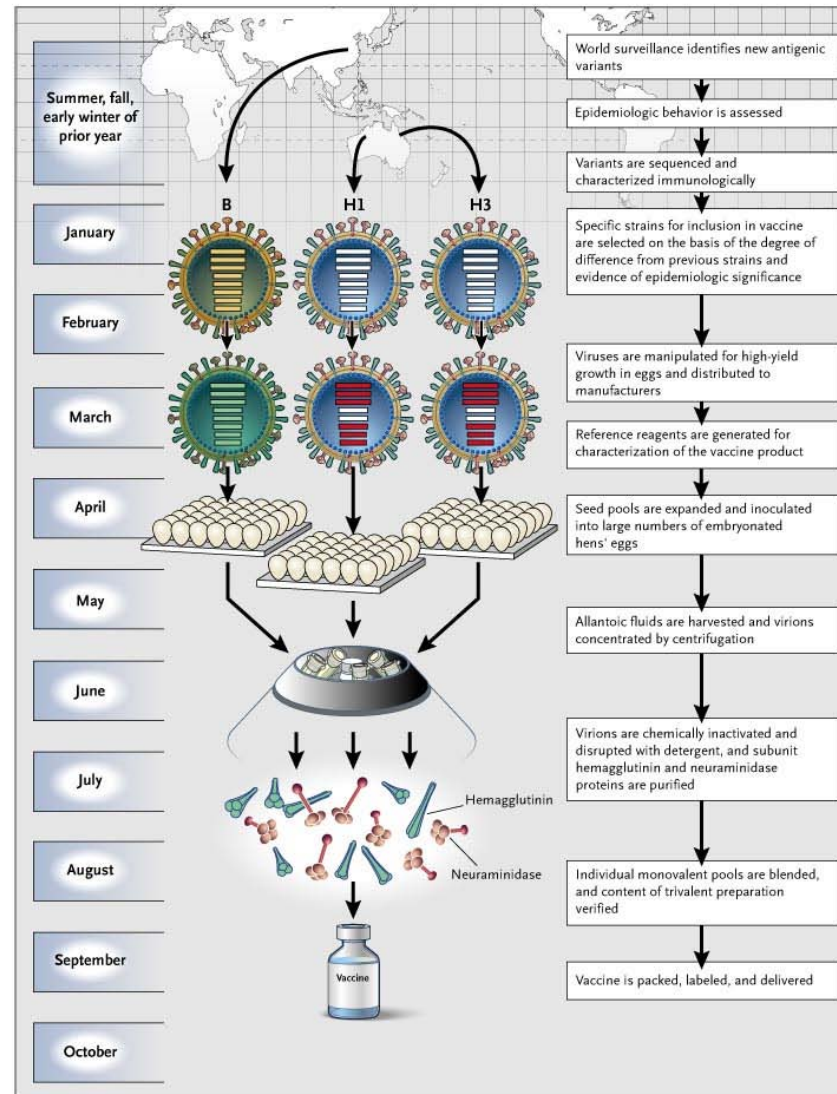 Summer, fall,
early winter of
prior year
January
February
March
April
May
June
July
August
September
October
B
H1
H3
Hemagglutinin
Neuraminidase
Vaccine
World surveillance identifies new antigenic
variants
Epidemiologic behavior is assessed
Variants are sequenced and
characterized immunologically
Specific strains for inclusion in vaccine
are selected on the basis of the degree of
difference from previous strains and
evidence of epidemiologic significance
Viruses are manipulated for high-yield
growth in eggs and distributed to
manufacturers
Reference reagents are generated for
characterization of the vaccine product
Seed pools are expanded and inoculated
into large numbers of embryonated
hens' eggs
Allantoic fluids are harvested and virions
concentrated by centrifugation
Virions are chemically inactivated and
disrupted with detergent, and subunit
hemagglutinin and neuraminidase
proteins are purified
Individual monovalent pools are blended,
and content of trivalent preparation
verified
Vaccine is packed, labeled, and delivered